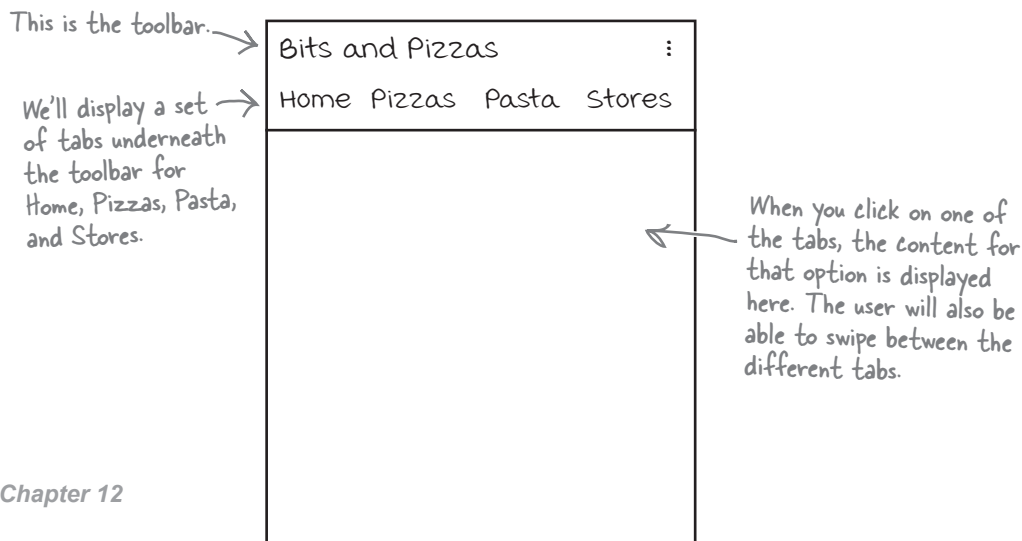 This is the toolbar.
Bits and Pizzas
Home Pizzas Pasta Stores
We'll display a set
of tabs underneath
the toolbar for
Home, Pizzas, Pasta,
and Stores.
When you click on one of
the tabs, the content for
that option is displayed
here. The user will also be
able to swipe between the
different tabs.
Chapter 12